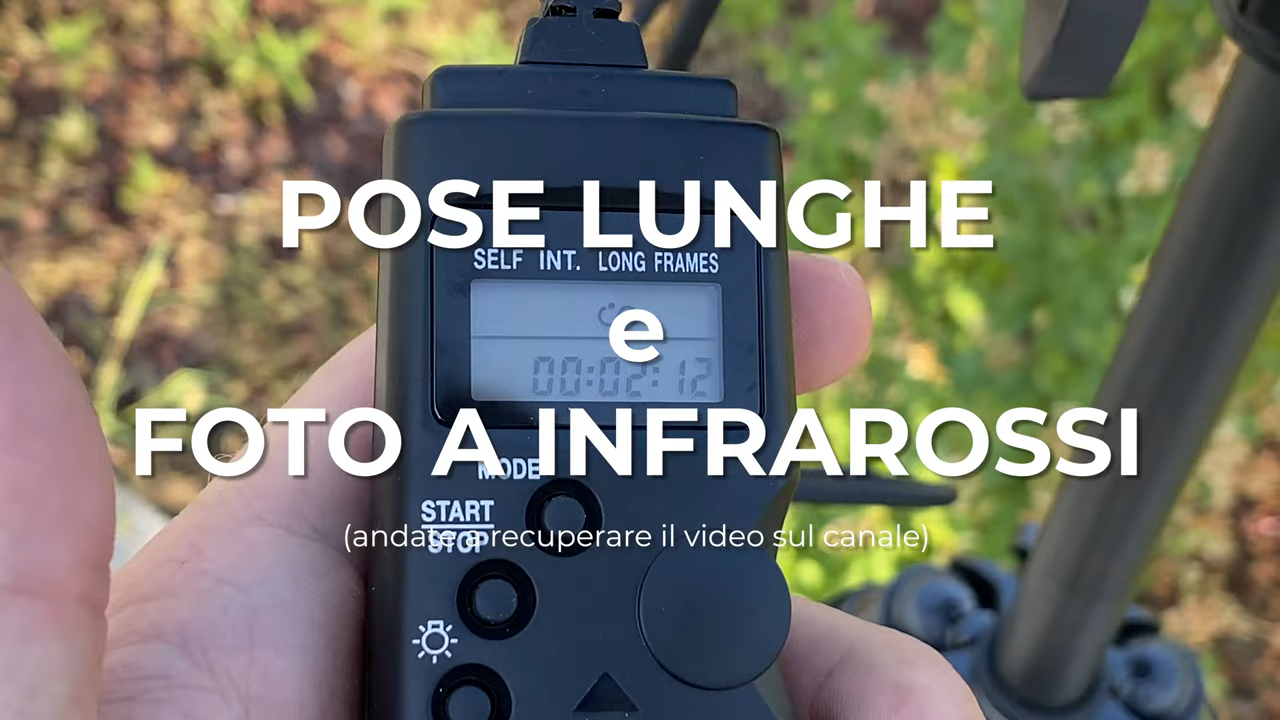 POSE LUNGHE
SELF INT. LONG FRAMES
e
00:02:12
FOTO A INFRAROSSI
MODE
START
STOP
(andate a recuperare il video sul canale)